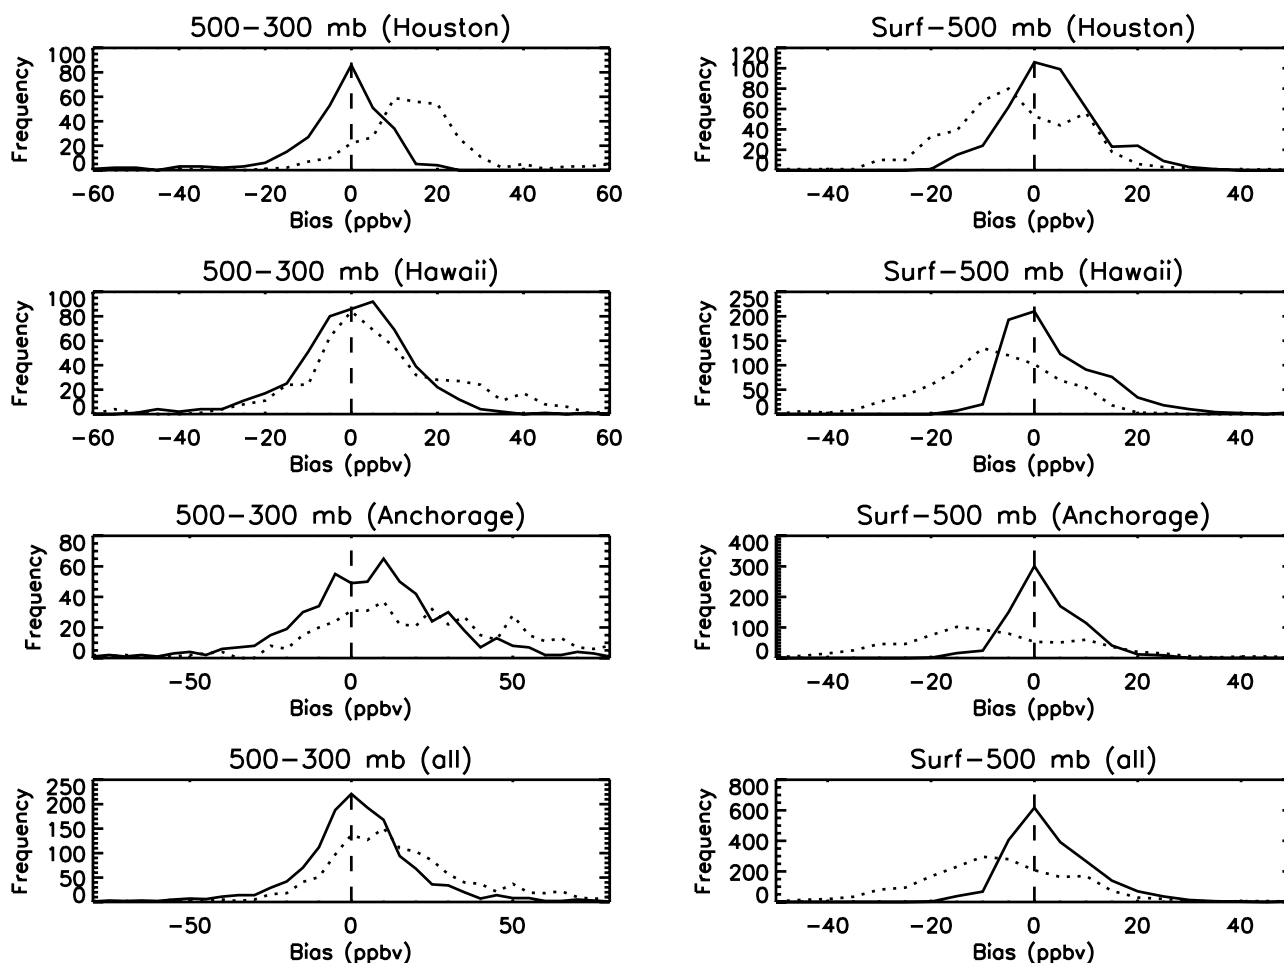 500-300 mb (Houston)
100
80
60
40
20
0
Frequency
-60 -40 -20 0 20 40 60
Bias (ppbv)
Surf-500 mb (Houston)
120
100
80
60
40
20
0
Frequency
-40 -20 0 20 40
Bias (ppbv)
500-300 mb (Hawaii)
100
80
60
40
20
0
Frequency
-60 -40 -20 0 20 40 60
Bias (ppbv)
Surf-500 mb (Hawaii)
250
200
150
100
50
0
Frequency
-40 -20 0 20 40
Bias (ppbv)
500-300 mb (Anchorage)
80
60
40
20
0
Frequency
-50 0 50
Bias (ppbv)
Surf-500 mb (Anchorage)
400
300
200
100
0
Frequency
-40 -20 0 20 40
Bias (ppbv)
500-300 mb (all)
250
200
150
100
50
0
Frequency
-50 0 50
Bias (ppbv)
Surf-500 mb (all)
800
600
400
200
0
Frequency
-40 -20 0 20 40
Bias (ppbv)